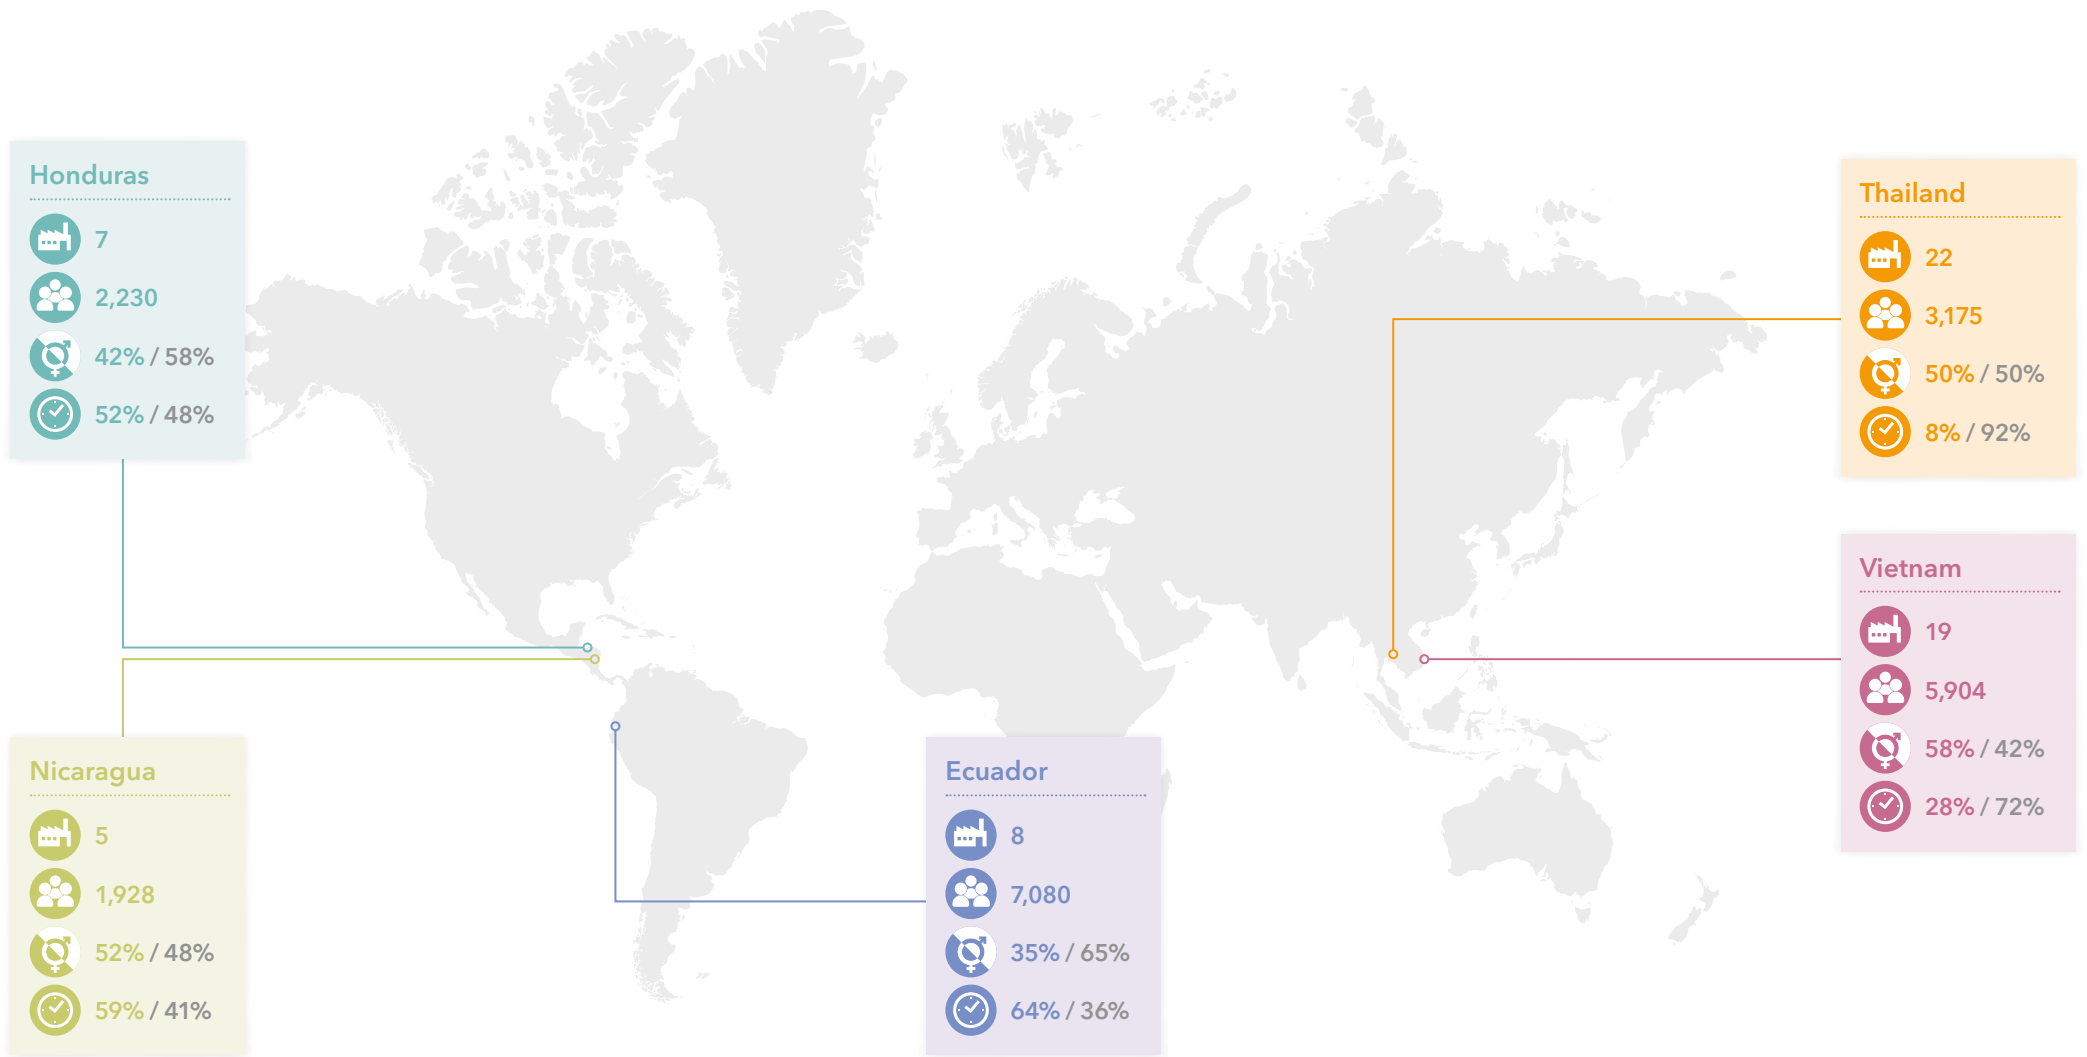 Honduras
7
2,230
42% / 58%
52% / 48%
Nicaragua
5
1,928
52% / 48%
59% / 41%
Ecuador
8
7,080
35% / 65%
64% / 36%
Thailand
22
3,175
50% / 50%
8% / 92%
Vietnam
19
5,904
58% / 42%
28% / 72%